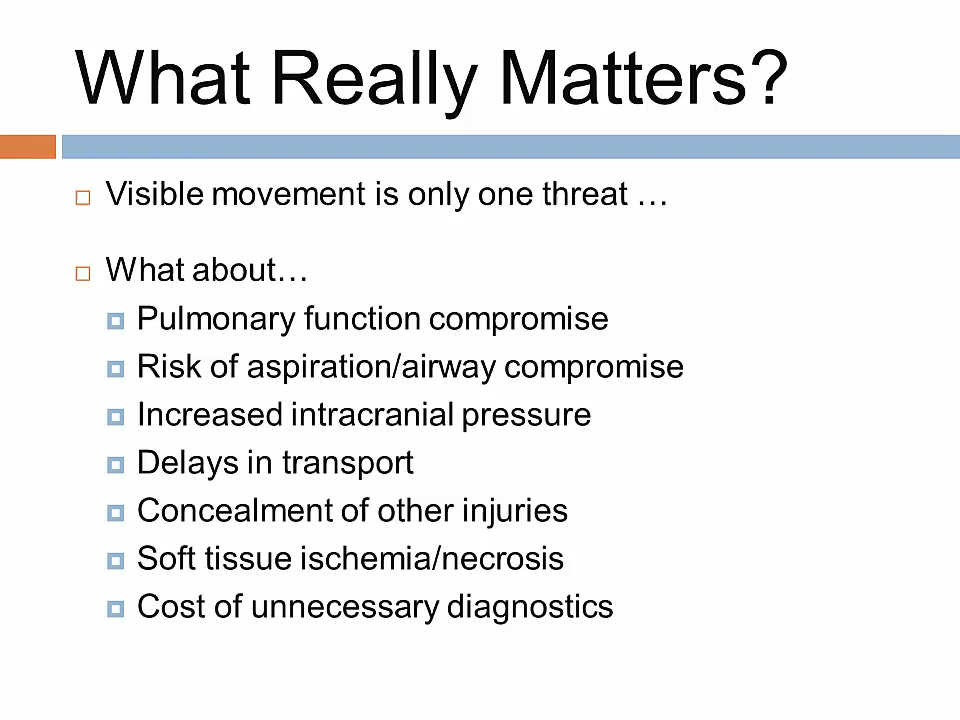 What Really Matters?
Visible movement is only one threat …
What about…
Pulmonary function compromise
Risk of aspiration/airway compromise
Increased intracranial pressure
Delays in transport
Concealment of other injuries
Soft tissue ischemia/necrosis
Cost of unnecessary diagnostics